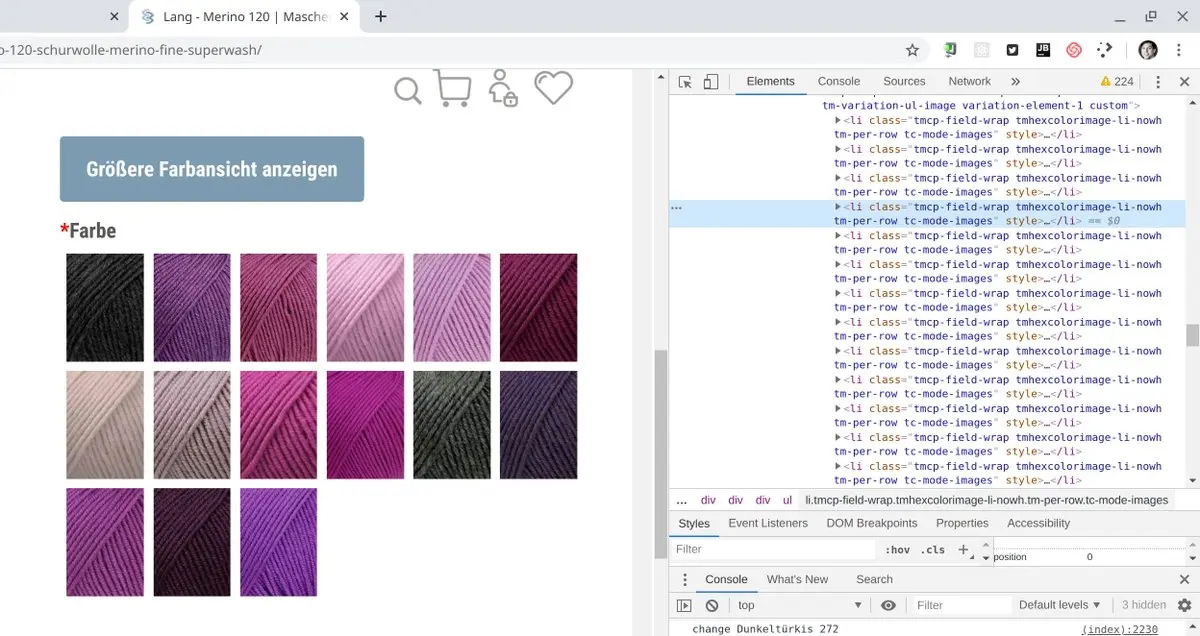 Lang - Merino 120 | Masche
o-120-schurwolle-merino-fine-superwash/
JB
Größere Farbansicht anzeigen
*Farbe
Elements Console Sources Network » 224
tm-variation-ul-image variation-element-1 custom">
<li class="tmcp-field-wrap tmhexcolorimage-li-nowh
tm-per-row tc-mode-images" style>…</li>
<li class="tmcp-field-wrap tmhexcolorimage-li-nowh
tm-per-row tc-mode-images" style>…</li>
<li class="tmcp-field-wrap tmhexcolorimage-li-nowh
tm-per-row tc-mode-images" style>…</li>
… <li class="tmcp-field-wrap tmhexcolorimage-li-nowh
tm-per-row tc-mode-images" style>…</li> == $0
<li class="tmcp-field-wrap tmhexcolorimage-li-nowh
tm-per-row tc-mode-images" style>…</li>
<li class="tmcp-field-wrap tmhexcolorimage-li-nowh
tm-per-row tc-mode-images" style>…</li>
<li class="tmcp-field-wrap tmhexcolorimage-li-nowh
tm-per-row tc-mode-images" style>…</li>
<li class="tmcp-field-wrap tmhexcolorimage-li-nowh
tm-per-row tc-mode-images" style>…</li>
<li class="tmcp-field-wrap tmhexcolorimage-li-nowh
tm-per-row tc-mode-images" style>…</li>
<li class="tmcp-field-wrap tmhexcolorimage-li-nowh
tm-per-row tc-mode-images" style>…</li>
<li class="tmcp-field-wrap tmhexcolorimage-li-nowh
tm-per-row tc-mode-images" style>…</li>
<li class="tmcp-field-wrap tmhexcolorimage-li-nowh
tm-per-row tc-mode-images" style>…</li>
<li class="tmcp-field-wrap tmhexcolorimage-li-nowh
tm-per-row tc-mode-images" style>…</li>
... div div div ul li.tmcp-field-wrap.tmhexcolorimage-li-nowh.tm-per-row.tc-mode-images
Styles Event Listeners DOM Breakpoints Properties Accessibility
Filter :hov .cls +
position 0
Console What's New Search
top Filter Default levels 3 hidden
change Dunkeltürkis 272 (index):2230